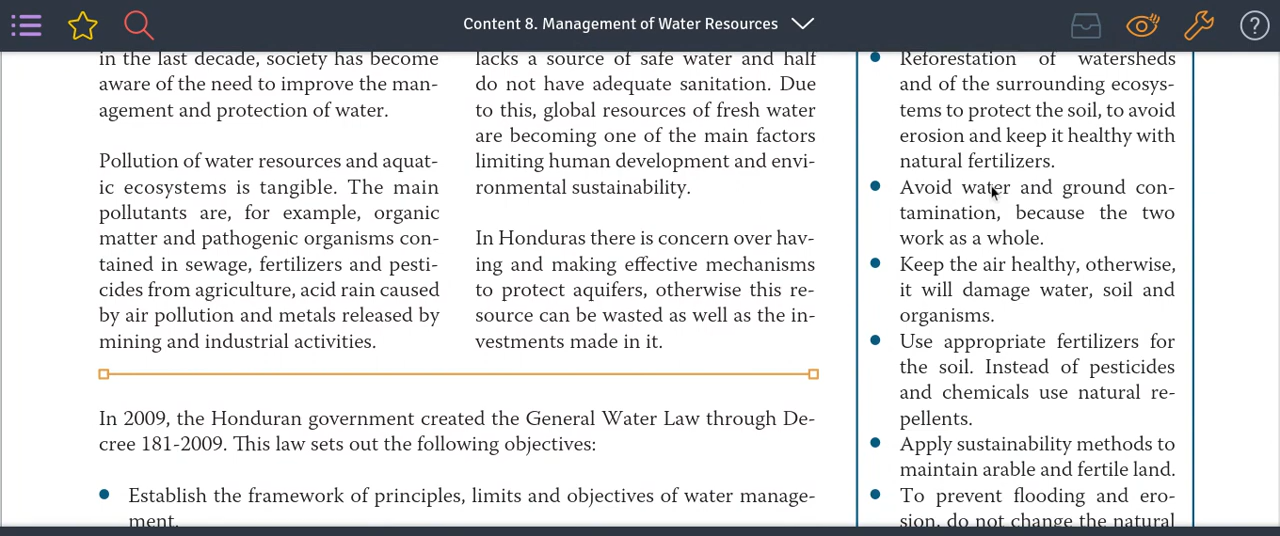 Content 8. Management of Water Resources
in the last decade, society has become
aware of the need to improve the man-
agement and protection of water.
Pollution of water resources and aquat-
ic ecosystems is tangible. The main
pollutants are, for example, organic
matter and pathogenic organisms con-
tained in sewage, fertilizers and pesti-
cides from agriculture, acid rain caused
by air pollution and metals released by
mining and industrial activities.
lacks a source of safe water and half
do not have adequate sanitation. Due
to this, global resources of fresh water
are becoming one of the main factors
limiting human development and envi-
ronmental sustainability.
In Honduras there is concern over hav-
ing and making effective mechanisms
to protect aquifers, otherwise this re-
source can be wasted as well as the in-
vestments made in it.
In 2009, the Honduran government created the General Water Law through De-
cree 181-2009. This law sets out the following objectives:
Establish the framework of principles, limits and objectives of water manage-
ment.
Reforestation of watersheds
and of the surrounding ecosys-
tems to protect the soil, to avoid
erosion and keep it healthy with
natural fertilizers.
Avoid water and ground con-
tamination, because the two
work as a whole.
Keep the air healthy, otherwise,
it will damage water, soil and
organisms.
Use appropriate fertilizers for
the soil. Instead of pesticides
and chemicals use natural re-
pellents.
Apply sustainability methods to
maintain arable and fertile land.
To prevent flooding and ero-
sion, do not change the natural